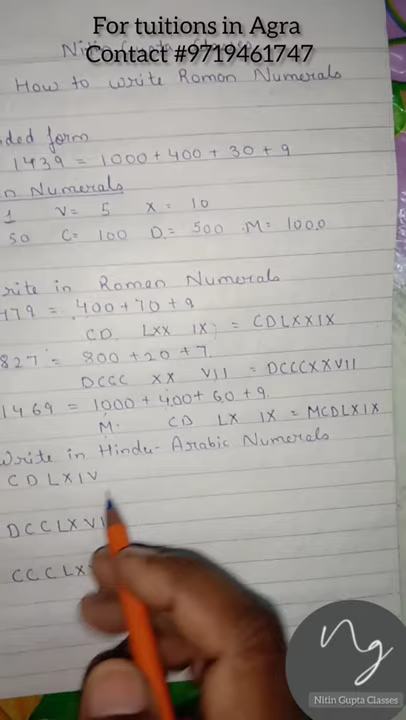 For tuitions in Agra
Contact #9719461747
How to write Roman Numerals
ded form
1439 = 1000 + 400 + 30 + 9
n Numerals
1 V = 5 X = 10
50 C = 100 D = 500 M = 1000
rite in Roman Numerals
479 = 400 + 70 + 9
CD LXX IX = CDLXXIX
827 = 800 + 20 + 7
DCCC XX VII = DCCCXXVII
1469 = 1000 + 400 + 60 + 9
M CD LX IX = MCDLXIX
Write in Hindu-Arabic Numerals
CDLXIV
DCCLXVI
CCCLX
ng
Nitin Gupta Classes